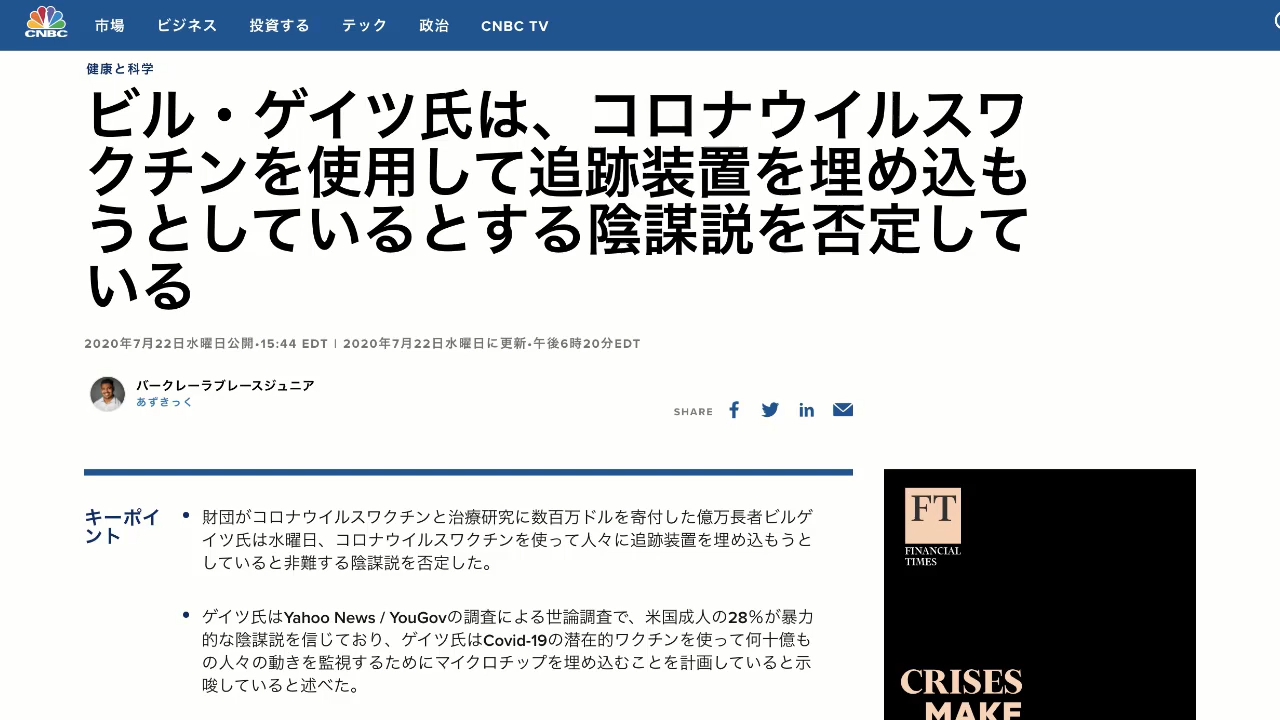 CNBC
市場 ビジネス 投資する テック 政治 CNBC TV
健康と科学
ビル・ゲイツ氏は、コロナウイルスワ
クチンを使用して追跡装置を埋め込も
うとしているとする陰謀説を否定して
いる
2020年7月22日水曜日公開•15:44 EDT | 2020年7月22日水曜日に更新•午後6時20分EDT
バークレーラブレースジュニア
あずきっく
SHARE
キーポイ
ント
• 財団がコロナウイルスワクチンと治療研究に数百万ドルを寄付した億万長者ビルゲ
イツ氏は水曜日、コロナウイルスワクチンを使って人々に追跡装置を埋め込もうと
していると非難する陰謀説を否定した。
• ゲイツ氏はYahoo News / YouGovの調査による世論調査で、米国成人の28％が暴力
的な陰謀説を信じており、ゲイツ氏はCovid-19の潜在的ワクチンを使って何十億も
の人々の動きを監視するためにマイクロチップを埋め込むことを計画していると示
唆していると述べた。
FT
FINANCIAL
TIMES
CRISES
MAKE